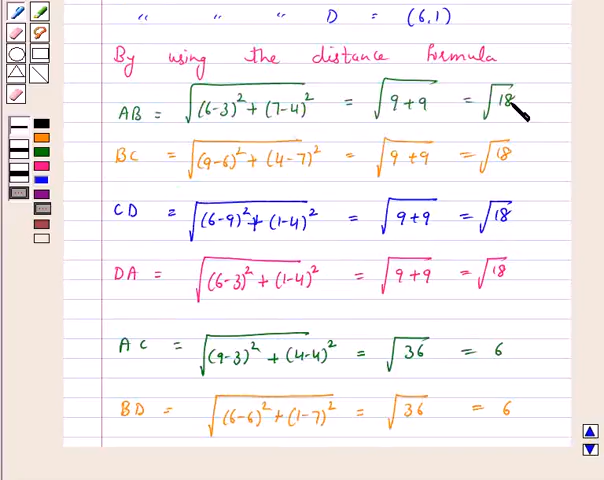 " " " D = (6,1)
By using the distance formula
AB = √(6-3)² + (7-4)² = √9+9 = √18
BC = √(9-6)² + (4-7)² = √9+9 = √18
CD = √(6-9)² + (1-4)² = √9+9 = √18
DA = √(6-3)² + (1-4)² = √9+9 = √18
AC = √(9-3)² + (4-4)² = √36 = 6
BD = √(6-6)² + (1-7)² = √36 = 6